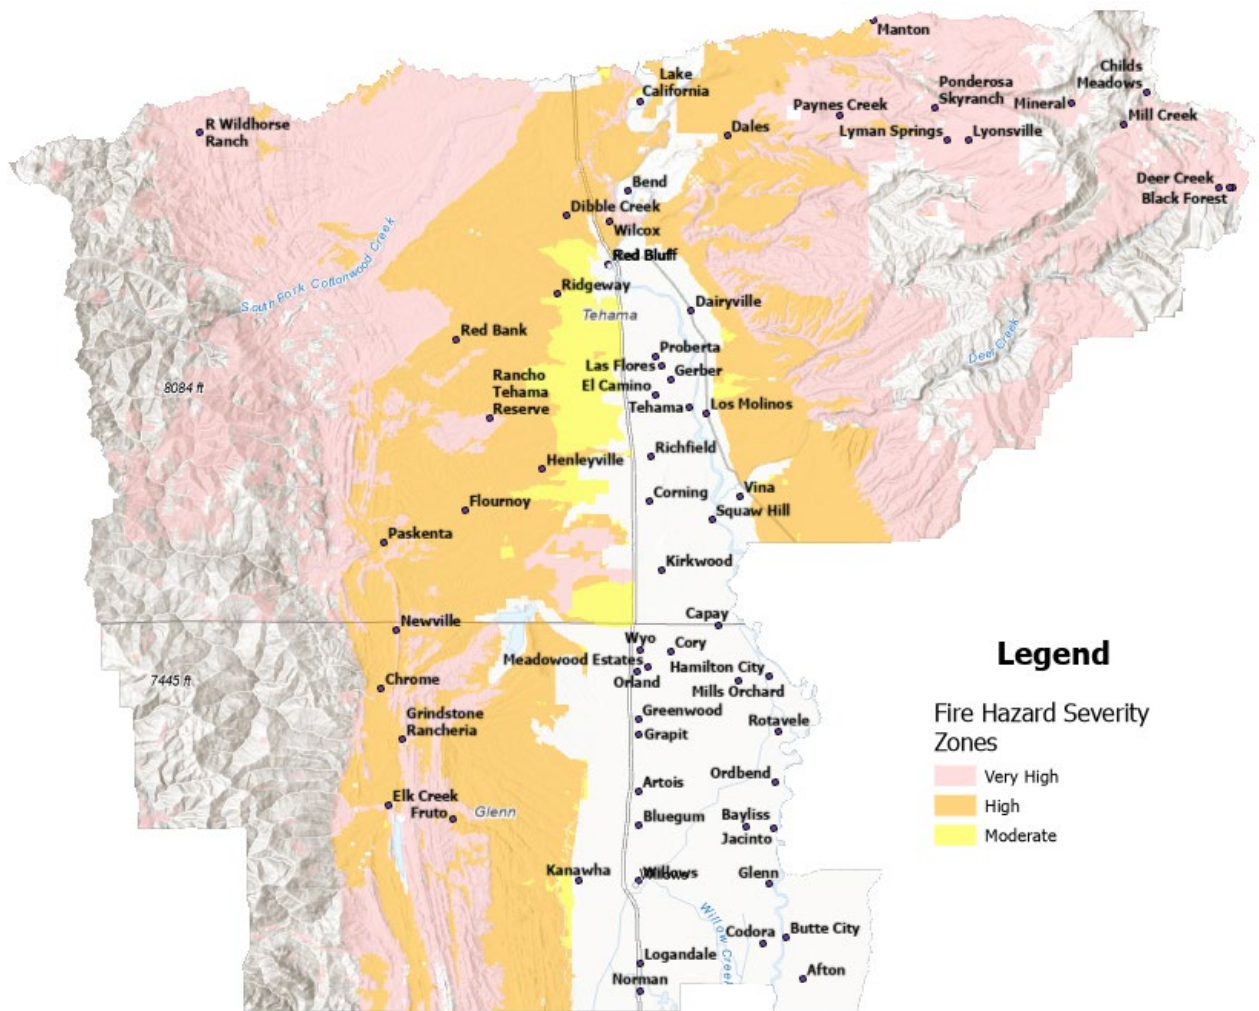 Manton
Lake
California
Childs
Meadows
Ponderosa
Skyranch
Mineral
Paynes Creek
Mill Creek
R Wildhorse
Ranch
Dales
Lyman Springs
Lyonsville
Bend
Deer Creek
Black Forest
Dibble Creek
Wilcox
South Fork Cottonwood Creek
Red Bluff
Ridgeway
Dairyville
Tehama
Red Bank
Deer Creek
Proberta
Las Flores
Gerber
8084 ft
Rancho
Tehama
Reserve
El Camino
Tehama
Los Molinos
Richfield
Henleyville
Corning
Vina
Flournoy
Squaw Hill
Paskenta
Kirkwood
Capay
Newville
Wyo
Cory
Meadowood Estates
Hamilton City
Orland
Mills Orchard
7445 ft
Chrome
Grindstone
Rancheria
Greenwood
Rotavele
Grapit
Ordbend
Artois
Elk Creek
Fruto
Glenn
Bluegum
Bayliss
Jacinto
Kanawha
Willows
Glenn
Willow Creek
Codora
Butte City
Logandale
Afton
Norman
Legend
Fire Hazard Severity
Zones
Very High
High
Moderate